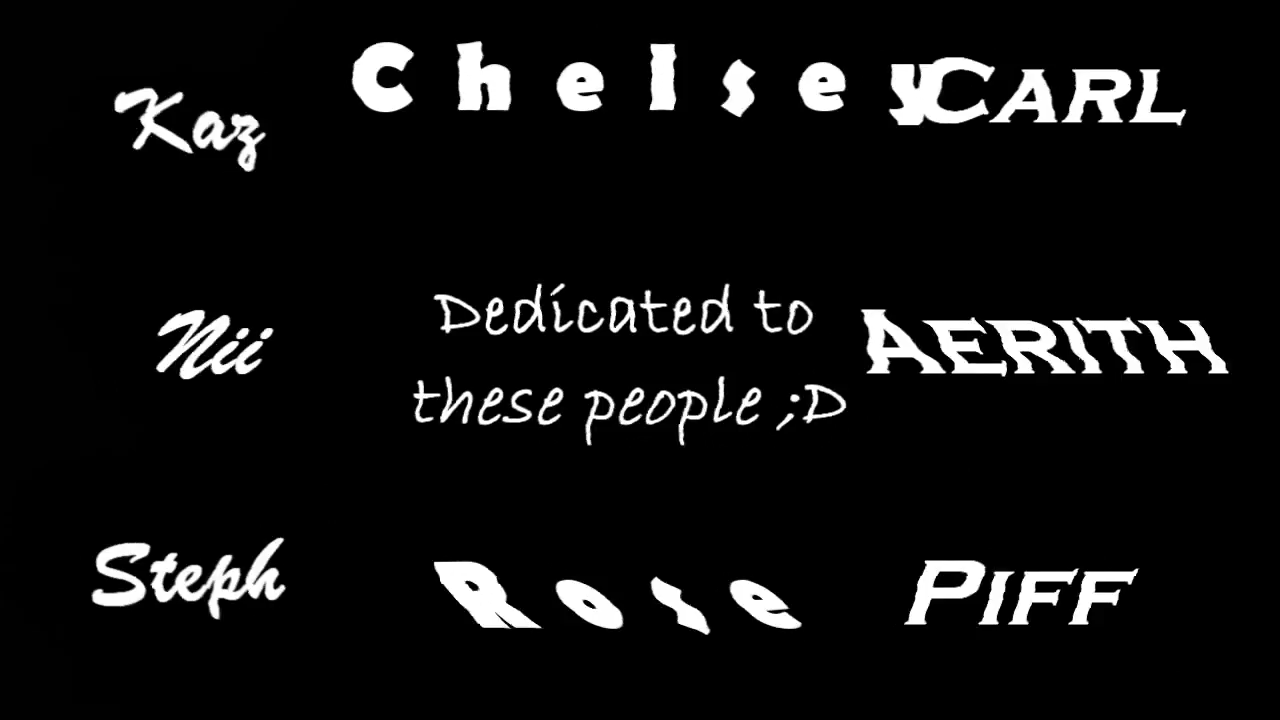 Kaz
Chelsey
CARL
Nii
Dedicated to
these people ;D
AERITH
Steph
Rose
PIFF